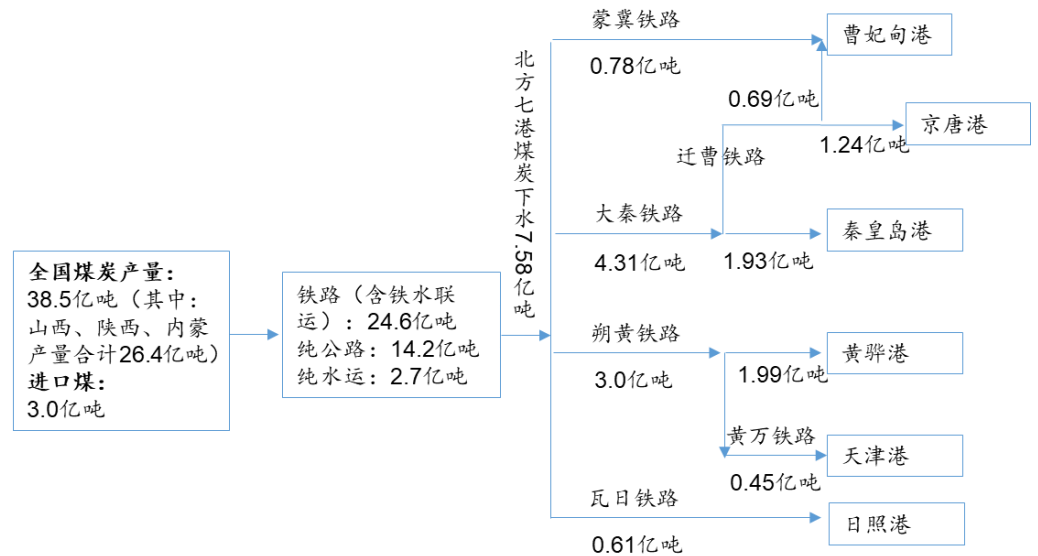 全国煤炭产量：
38.5亿吨（其中：
山西、陕西、内蒙
产量合计26.4亿吨）
进口煤：
3.0亿吨
铁路（含铁水联
运）：24.6亿吨
纯公路：14.2亿吨
纯水运：2.7亿吨
北方七港煤炭下水7.58亿吨
蒙冀铁路
0.78亿吨
曹妃甸港
0.69亿吨
京唐港
1.24亿吨
迁曹铁路
大秦铁路
4.31亿吨
1.93亿吨
秦皇岛港
朔黄铁路
3.0亿吨
1.99亿吨
黄骅港
黄万铁路
0.45亿吨
天津港
瓦日铁路
0.61亿吨
日照港